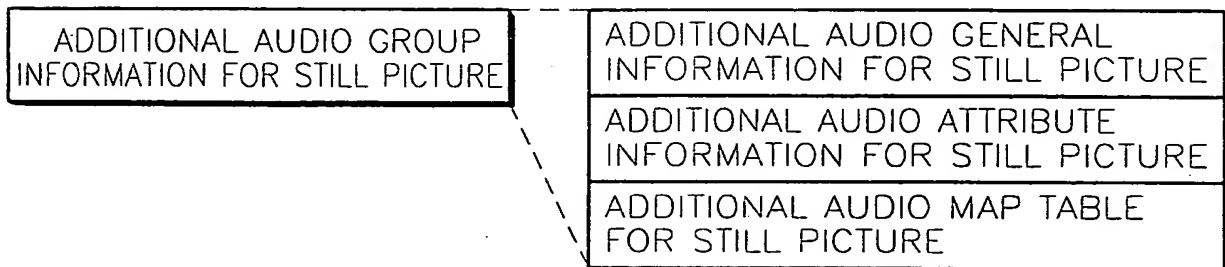 ADDITIONAL AUDIO GROUP
INFORMATION FOR STILL PICTURE
ADDITIONAL AUDIO GENERAL
INFORMATION FOR STILL PICTURE
ADDITIONAL AUDIO ATTRIBUTE
INFORMATION FOR STILL PICTURE
ADDITIONAL AUDIO MAP TABLE
FOR STILL PICTURE